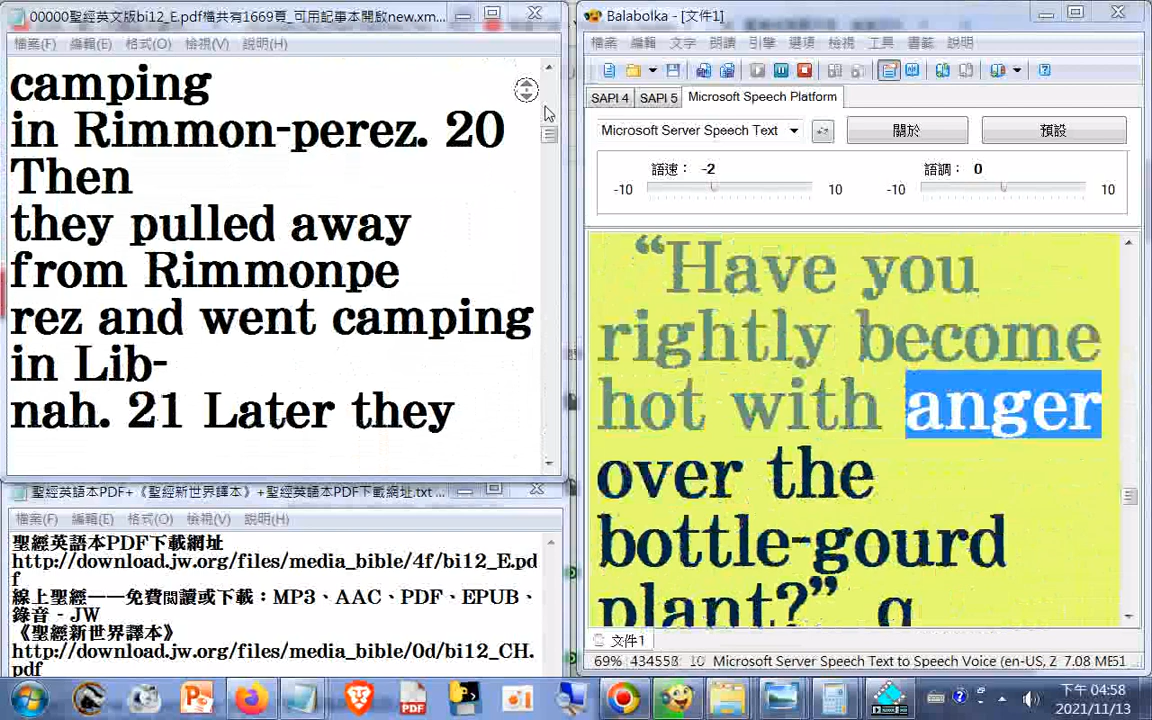 00000聖經英文版bi12_E.pdf檔共有1669頁_可用記事本開啟new.xm...
檔案(F) 編輯(E) 格式(O) 檢視(V) 說明(H)
camping
in Rimmon-perez. 20
Then
they pulled away
from Rimmonpe
rez and went camping
in Lib-
nah. 21 Later they
聖經英語本PDF+《聖經新世界譯本》+聖經英語本PDF下載網址.txt ...
檔案(F) 編輯(E) 格式(O) 檢視(V) 說明(H)
聖經英語本PDF下載網址
http://download.jw.org/files/media_bible/4f/bi12_E.pd
f
線上聖經——免費閱讀或下載：MP3、AAC、PDF、EPUB、
錄音 - JW
《聖經新世界譯本》
http://download.jw.org/files/media_bible/0d/bi12_CH.
pdf
Balabolka - [文件1]
檔案 編輯 文字 朗讀 引擎 選項 檢視 工具 書籤 說明
SAPI 4 SAPI 5 Microsoft Speech Platform
Microsoft Server Speech Text 關於 預設
語速： -2 語調： 0
-10 10 -10 10
“Have you
rightly become
hot with anger
over the
bottle-gourd
plant?” g
文件1
69% 434553 10 Microsoft Server Speech Text to Speech Voice (en-US, Z 7.08 ME51
下午 04:58
2021/11/13